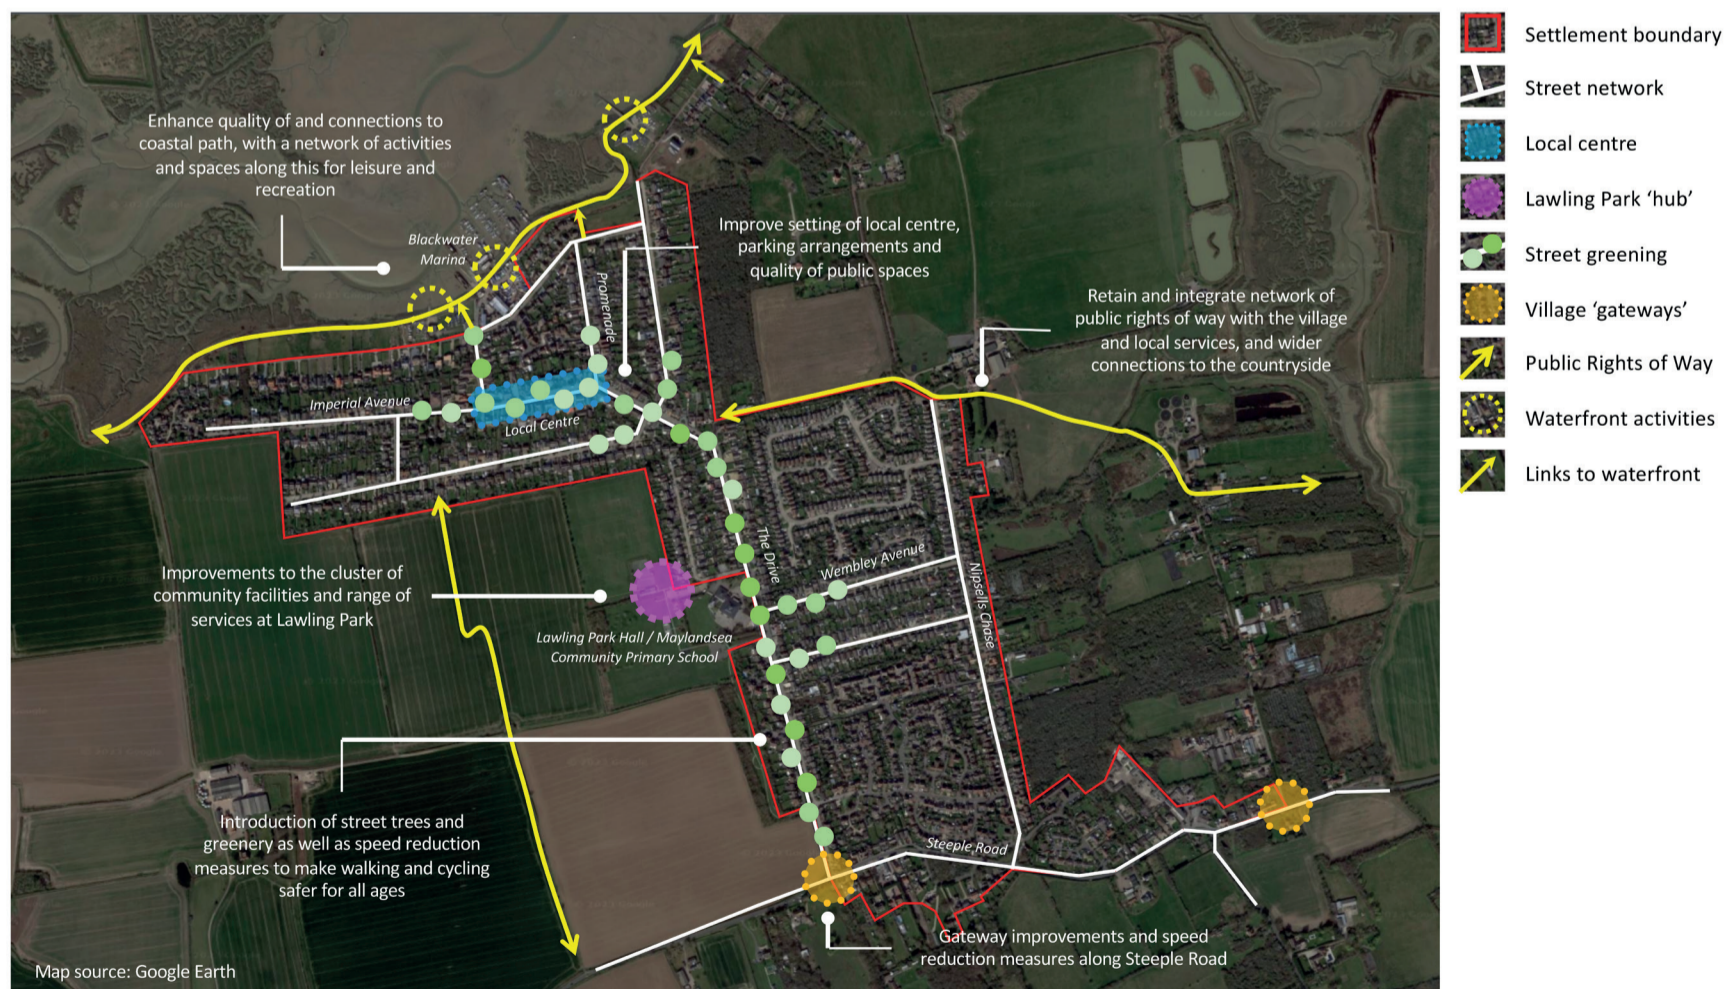 Enhance quality of and connections to
coastal path, with a network of activities
and spaces along this for leisure and
recreation
Blackwater
Marina
Improve setting of local centre,
parking arrangements and
quality of public spaces
Promenade
Retain and integrate network of
public rights of way with the village
and local services, and wider
connections to the countryside
Imperial Avenue
Local Centre
The Drive
Wembley Avenue
Nipsells Chase
Improvements to the cluster of
community facilities and range of
services at Lawling Park
Lawling Park Hall / Maylandsea
Community Primary School
Introduction of street trees and
greenery as well as speed reduction
measures to make walking and cycling
safer for all ages
Steeple Road
Gateway improvements and speed
reduction measures along Steeple Road
Map source: Google Earth
Settlement boundary
Street network
Local centre
Lawling Park ‘hub’
Street greening
Village ‘gateways’
Public Rights of Way
Waterfront activities
Links to waterfront